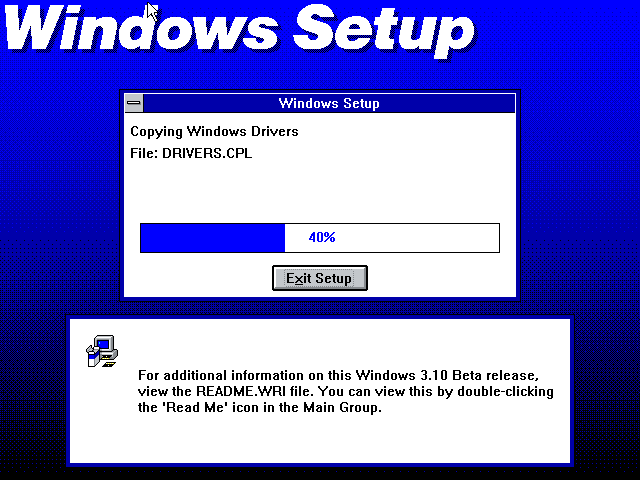 Windows Setup
Windows Setup
Copying Windows Drivers
File: DRIVERS.CPL
40%
Exit Setup
For additional information on this Windows 3.10 Beta release,
view the README.WRI file. You can view this by double-clicking
the 'Read Me' icon in the Main Group.